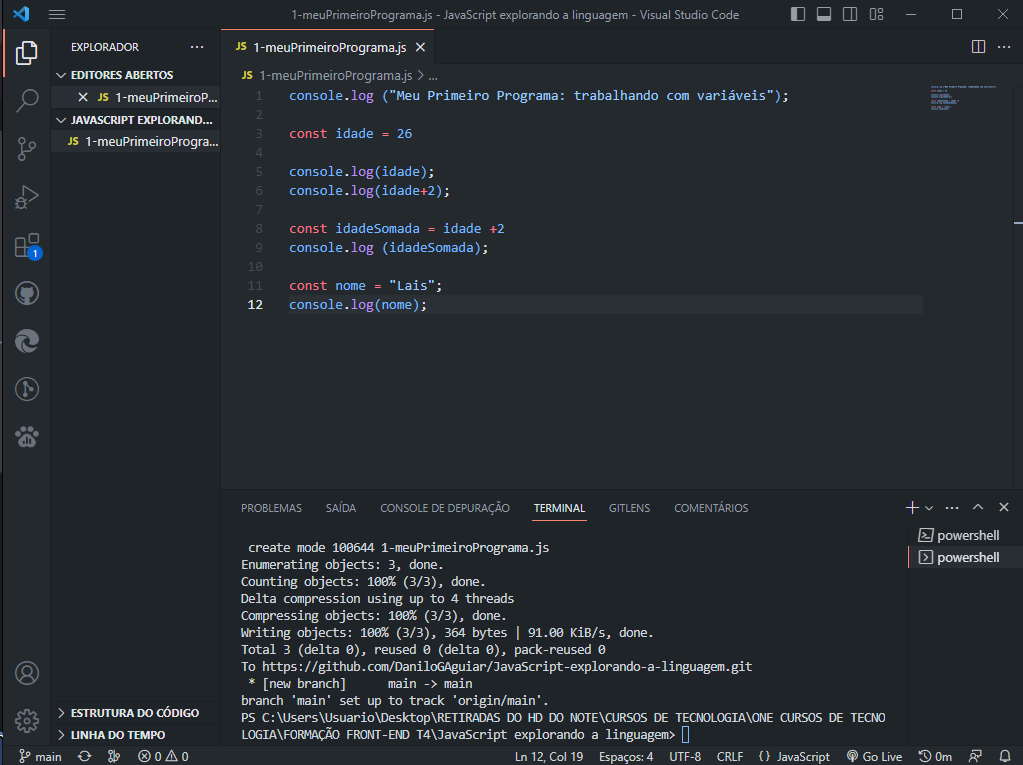 1-meuPrimeiroPrograma.js - JavaScript explorando a linguagem - Visual Studio Code
EXPLORADOR
EDITORES ABERTOS
JS 1-meuPrimeiroP...
JAVASCRIPT EXPLORAND...
JS 1-meuPrimeiroProgra...
1
JS 1-meuPrimeiroPrograma.js
JS 1-meuPrimeiroPrograma.js > ...
1 console.log ("Meu Primeiro Programa: trabalhando com variáveis");
2
3 const idade = 26
4
5 console.log(idade);
6 console.log(idade+2);
7
8 const idadeSomada = idade +2
9 console.log (idadeSomada);
10
11 const nome = "Lais";
12 console.log(nome);
PROBLEMAS SAÍDA CONSOLE DE DEPURAÇÃO TERMINAL GITLENS COMENTÁRIOS
powershell
powershell
create mode 100644 1-meuPrimeiroPrograma.js
Enumerating objects: 3, done.
Counting objects: 100% (3/3), done.
Delta compression using up to 4 threads
Compressing objects: 100% (3/3), done.
Writing objects: 100% (3/3), 364 bytes | 91.00 KiB/s, done.
Total 3 (delta 0), reused 0 (delta 0), pack-reused 0
To https://github.com/DaniloGAguiar/JavaScript-explorando-a-linguagem.git
* [new branch]      main -> main
branch 'main' set up to track 'origin/main'.
PS C:\Users\Usuario\Desktop\RETIRADAS DO HD DO NOTE\CURSOS DE TECNOLOGIA\ONE CURSOS DE TECNO
LOGIA\FORMAÇÃO FRONT-END T4\JavaScript explorando a linguagem>
ESTRUTURA DO CÓDIGO
LINHA DO TEMPO
main 0 0 Ln 12, Col 19 Espaços: 4 UTF-8 CRLF {} JavaScript Go Live 0m